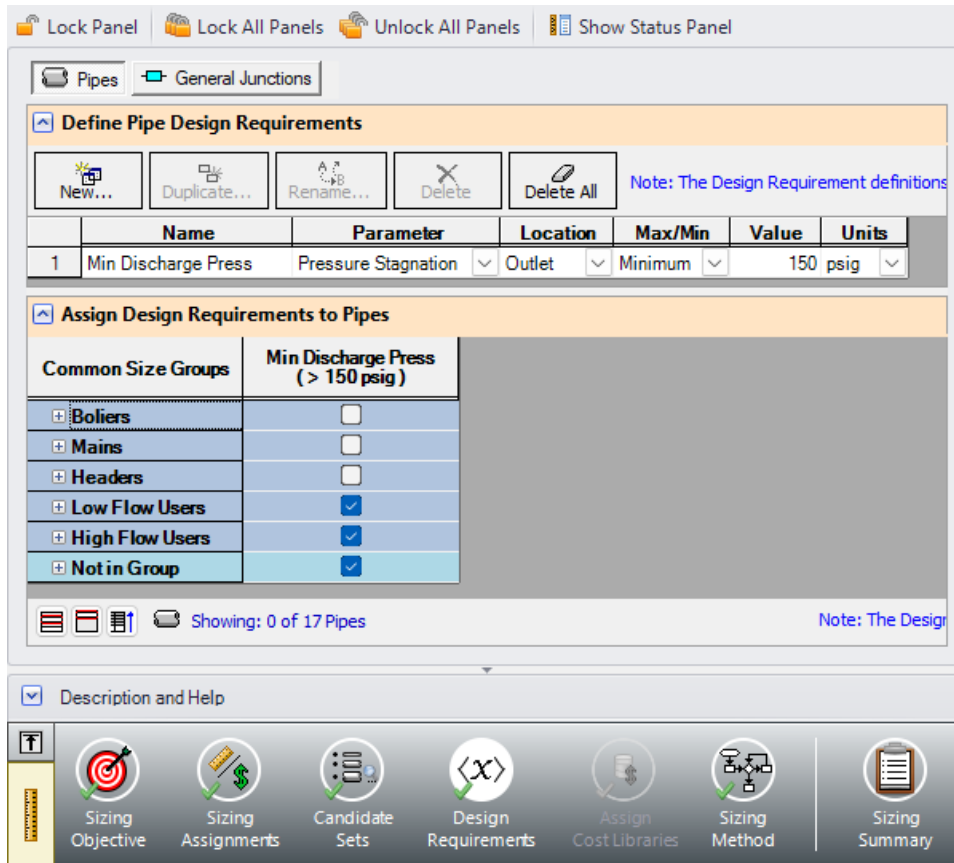 Lock Panel Lock All Panels Unlock All Panels Show Status Panel
Pipes General Junctions
Define Pipe Design Requirements
New... Duplicate... Rename... Delete Delete All Note: The Design Requirement definitions
Name Parameter Location Max/Min Value Units
1 Min Discharge Press Pressure Stagnation Outlet Minimum 150 psig
Assign Design Requirements to Pipes
Common Size Groups Min Discharge Press
( > 150 psig )
Boliers
Mains
Headers
Low Flow Users
High Flow Users
Not in Group
Showing: 0 of 17 Pipes Note: The Design
Description and Help
Sizing Sizing Candidate Design Assign Sizing Sizing
Objective Assignments Sets Requirements Cost Libraries Method Summary